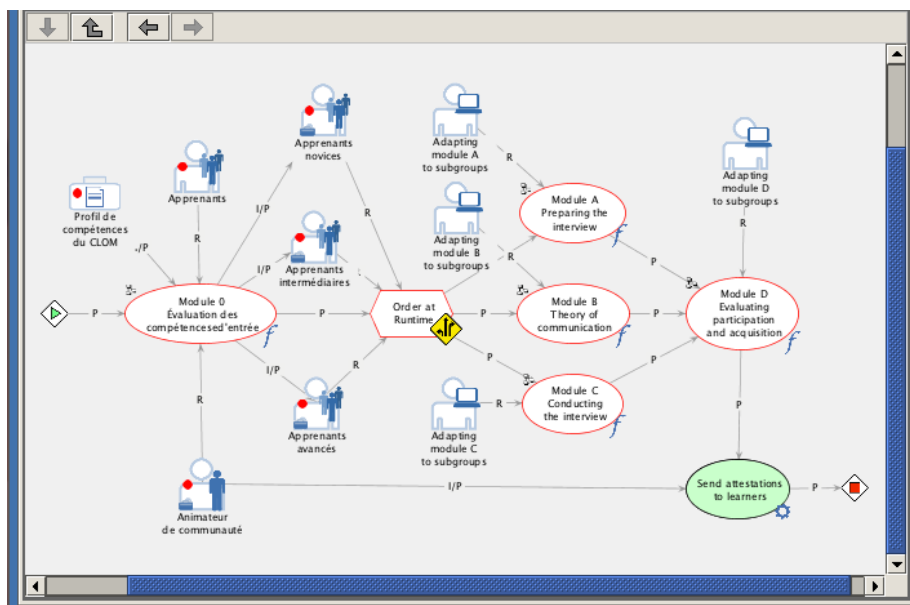 Apprenants
novices
Adapting
module A
to subgroups
Adapting
module D
to subgroups
Apprenants
Profil de
compétences
du CLOM
R
R
I/P
R
Module A
Preparing the
interview
Adapting
module B
to subgroups
R
R
./P
I/P
Apprenants
intermédiaires
P
P
Module 0
Évaluation des
compétencesed'entrée
P
P
Order at
Runtime
P
Module B
Theory of
communication
P
Module D
Evaluating
participation
and acquisition
I/P
R
P
P
Module C
Conducting
the interview
R
R
P
Apprenants
avancés
Adapting
module C
to subgroups
I/P
Send attestations
to learners
P
Animateur
de communauté